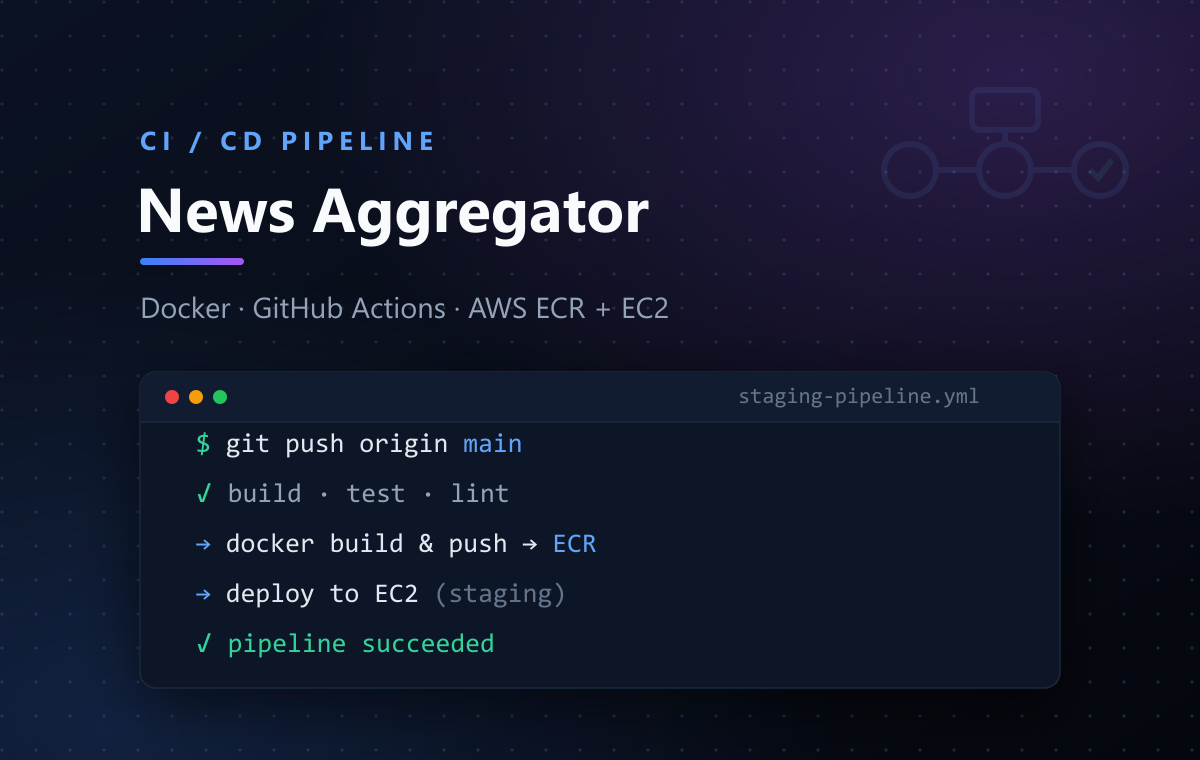 CI / CD PIPELINE
News Aggregator
Docker · GitHub Actions · AWS ECR + EC2
staging-pipeline.yml
$ git push origin main
✓ build · test · lint
→ docker build & push → ECR
→ deploy to EC2 (staging)
✓ pipeline succeeded